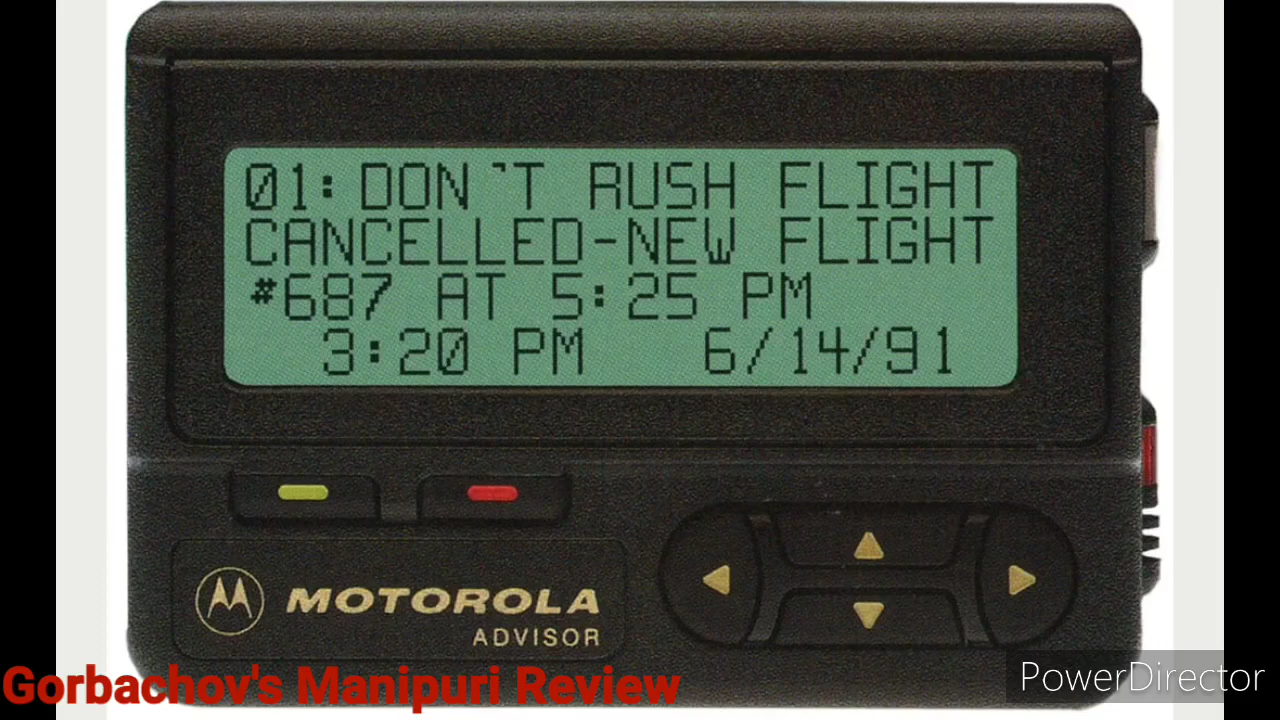 01: DON'T RUSH FLIGHT
CANCELLED-NEW FLIGHT
#687 AT 5:25 PM
3:20 PM 6/14/91
MOTOROLA
ADVISOR
Gorbachov's Manipuri Review
PowerDirector